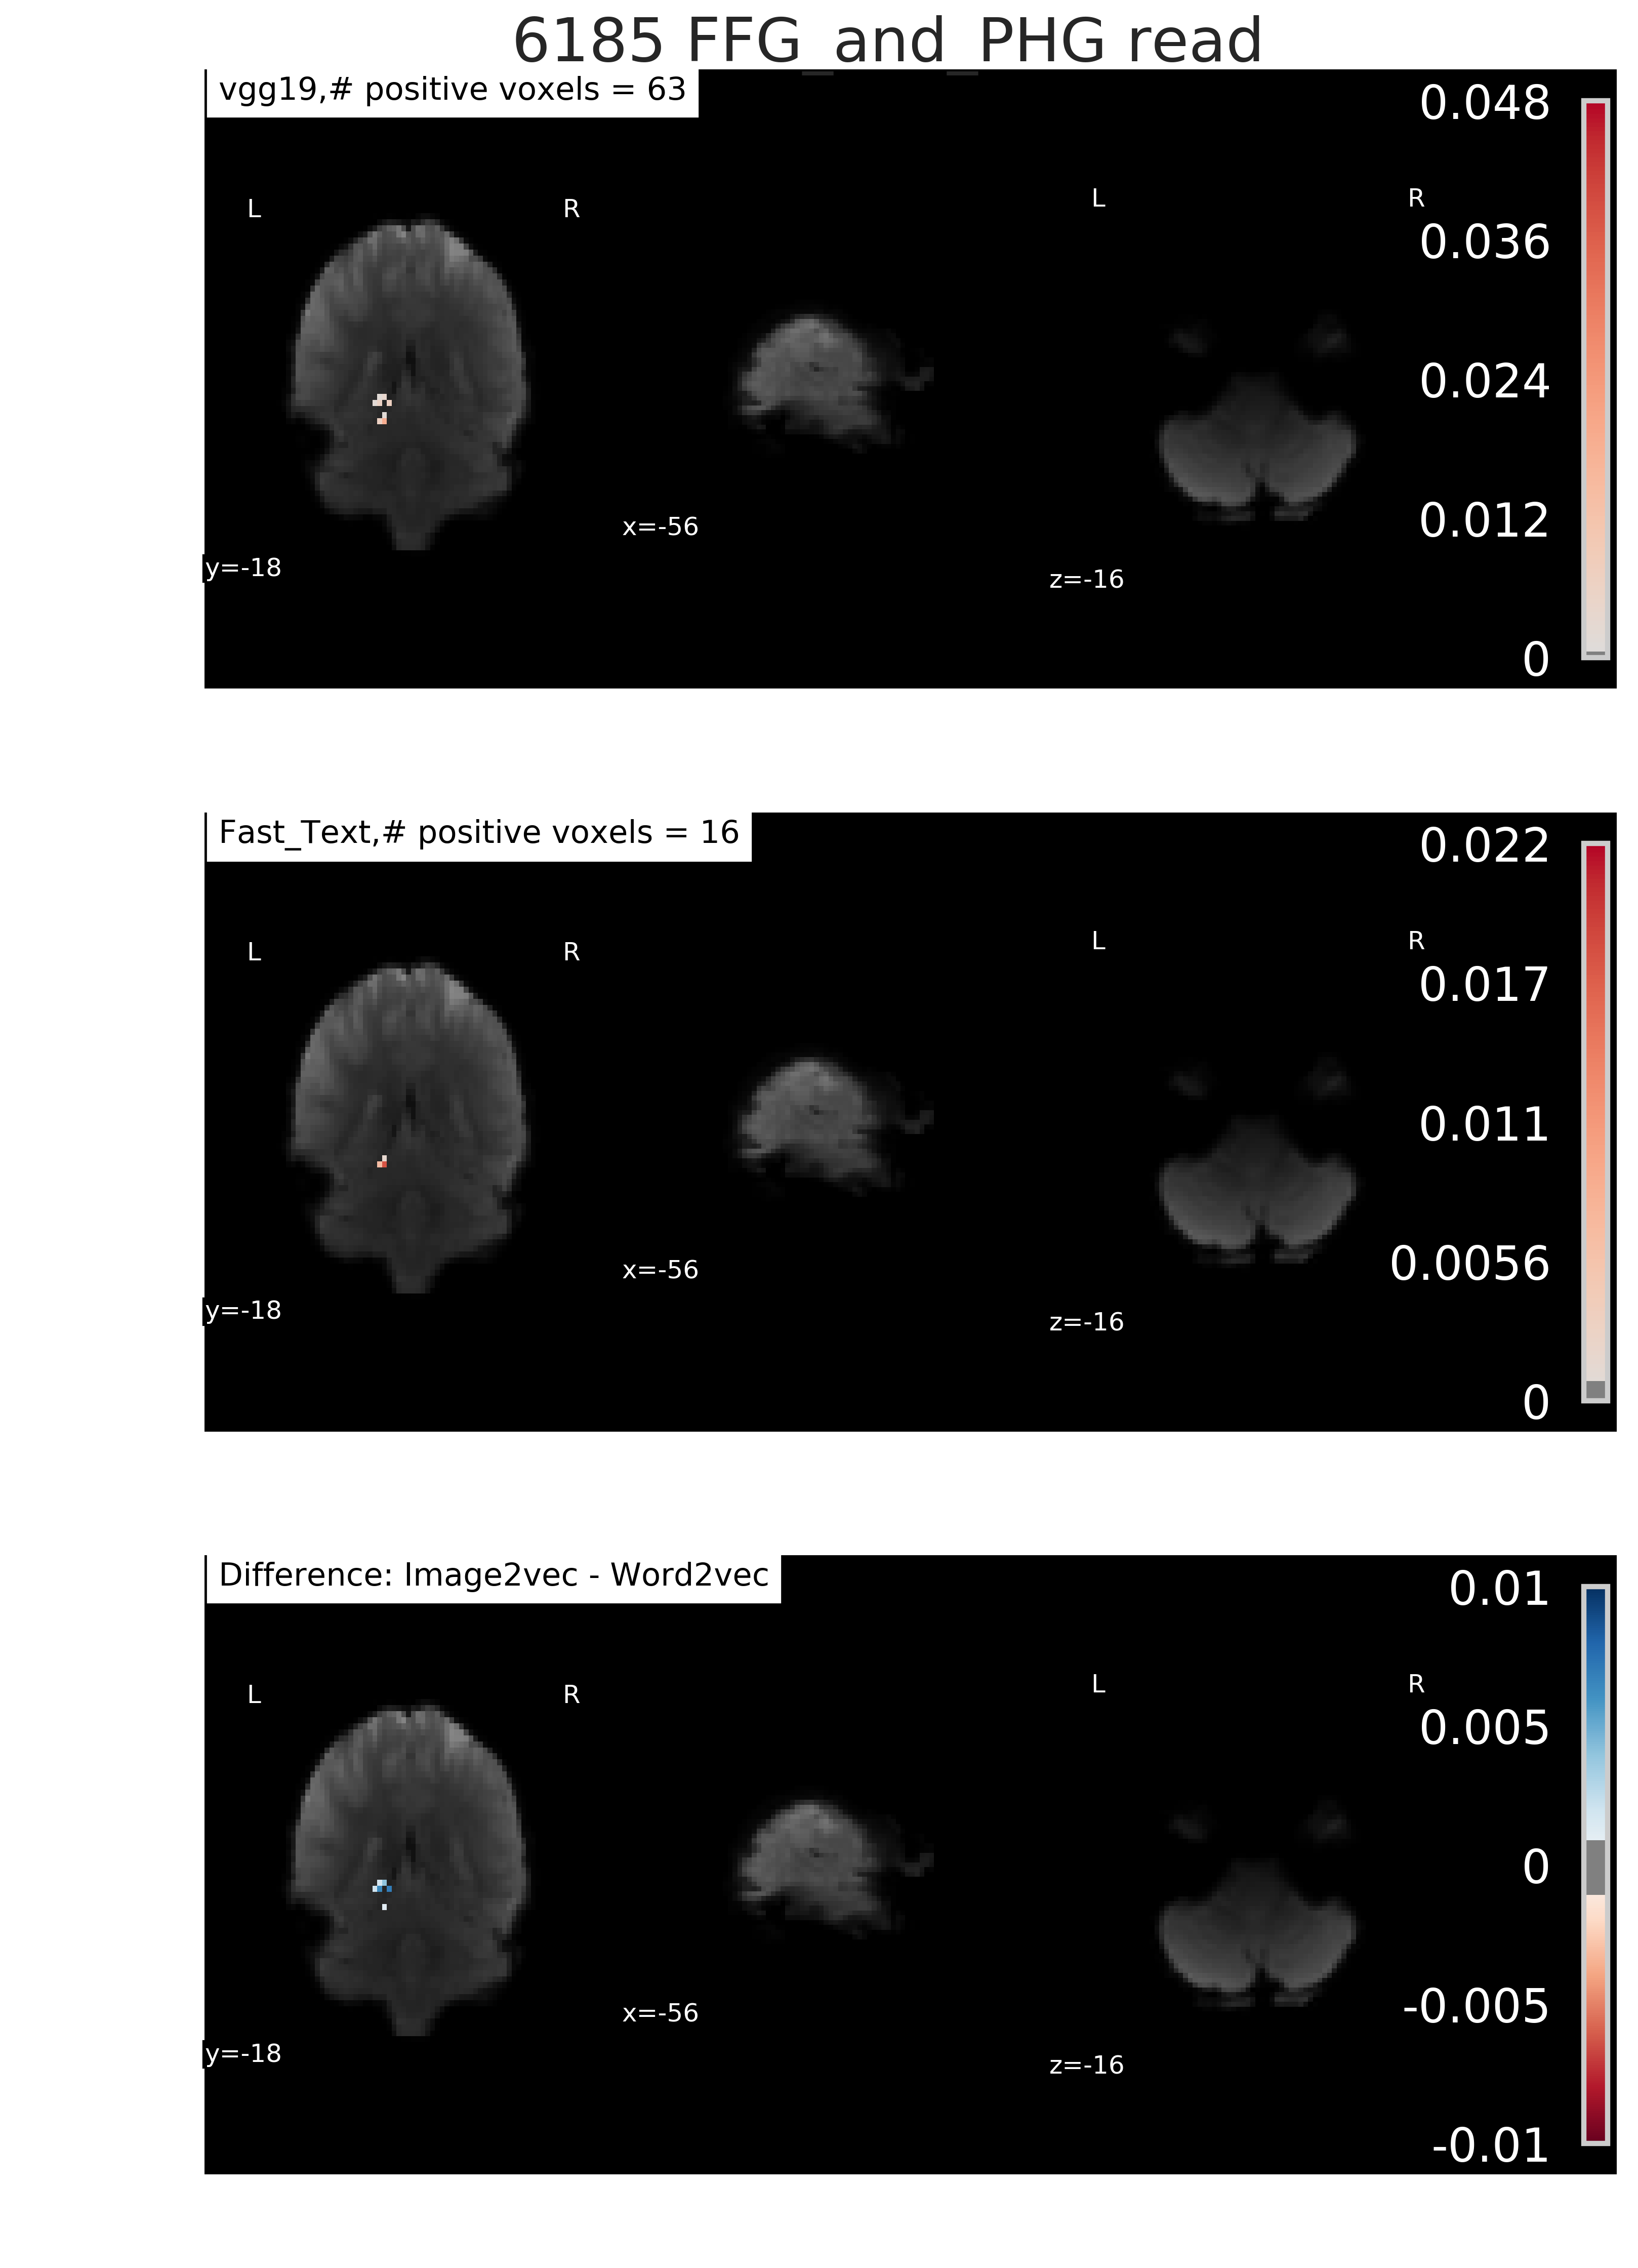 6185 FFG_and_PHG read
vgg19,# positive voxels = 63
0.048
L R L R
0.036
0.024
0.012
x=-56
y=-18
z=-16
0
Fast_Text,# positive voxels = 16
0.022
L R L R
0.017
0.011
0.0056
x=-56
y=-18
z=-16
0
Difference: Image2vec - Word2vec
0.01
L R L R
0.005
0
-0.005
x=-56
y=-18
z=-16
-0.01